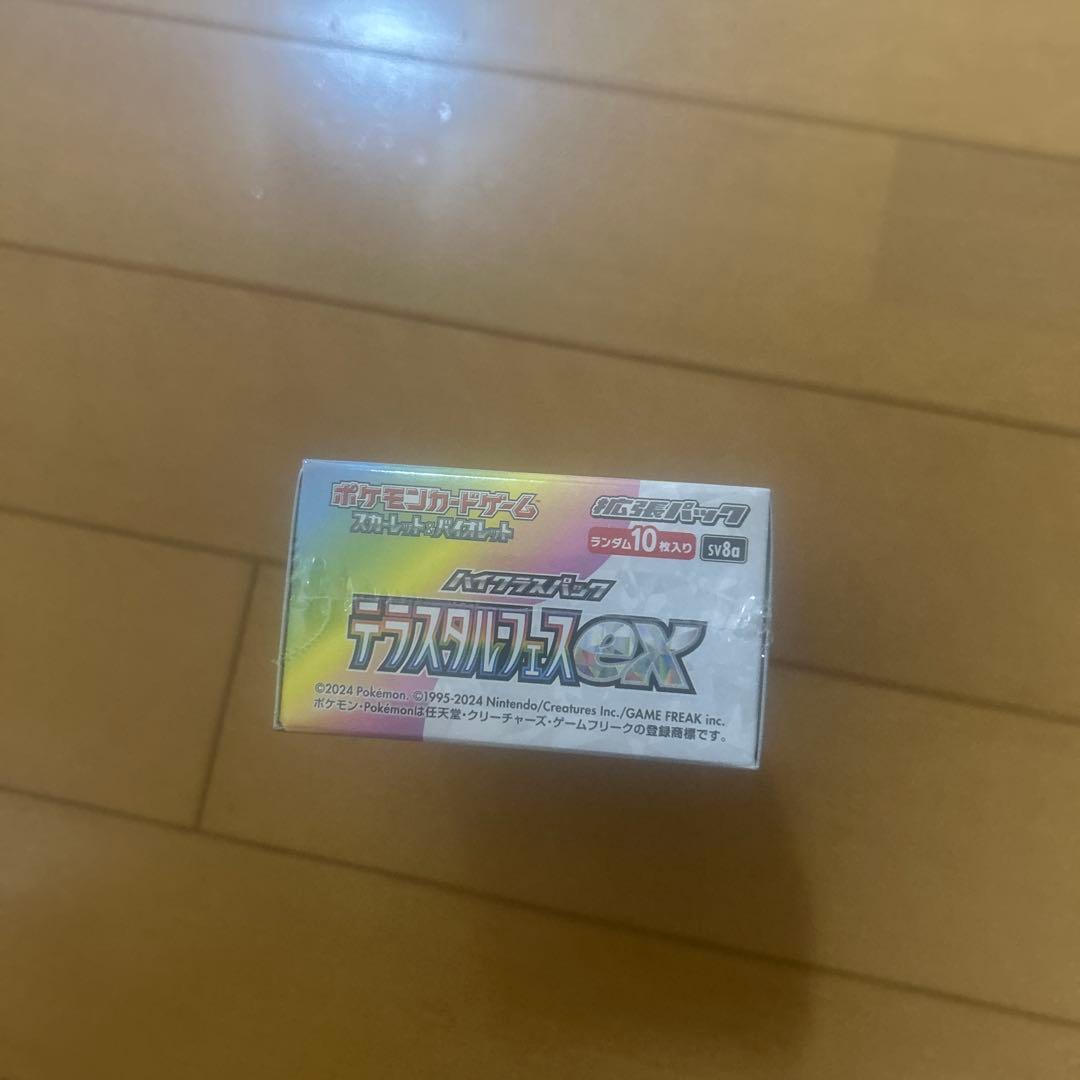 ポケモンカードゲーム
スカーレット&バイオレット
拡張パック
ランダム10枚入り
SV8a
ハイクラスパック
テラスタルフェスex
©2024 Pokémon. ©1995-2024 Nintendo/Creatures Inc./GAME FREAK inc.
ポケモン・Pokémonは任天堂・クリーチャーズ・ゲームフリークの登録商標です。